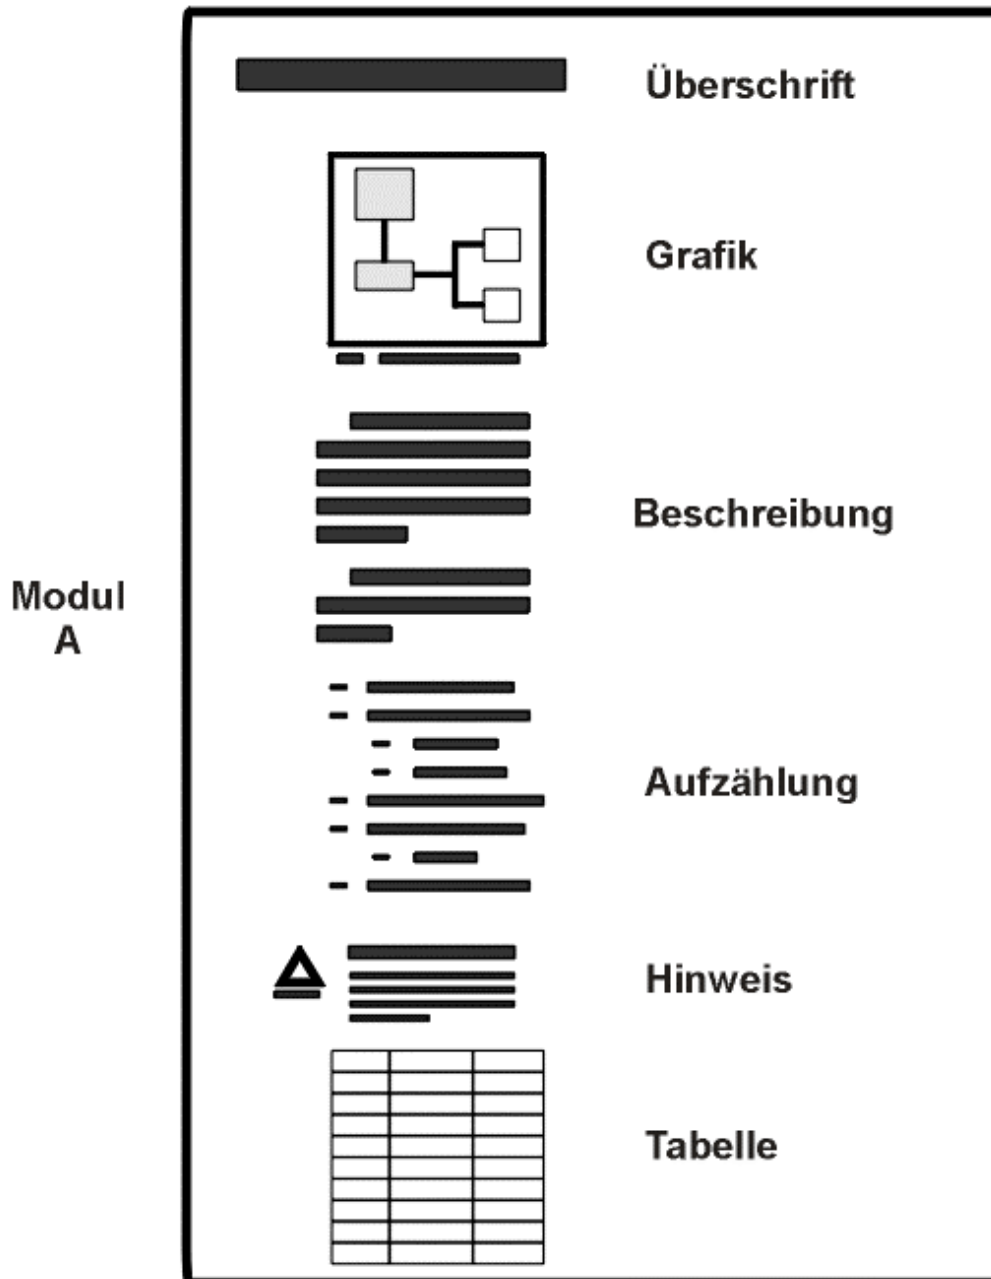 Überschrift
Grafik
Beschreibung
Modul
A
Aufzählung
Hinweis
Tabelle